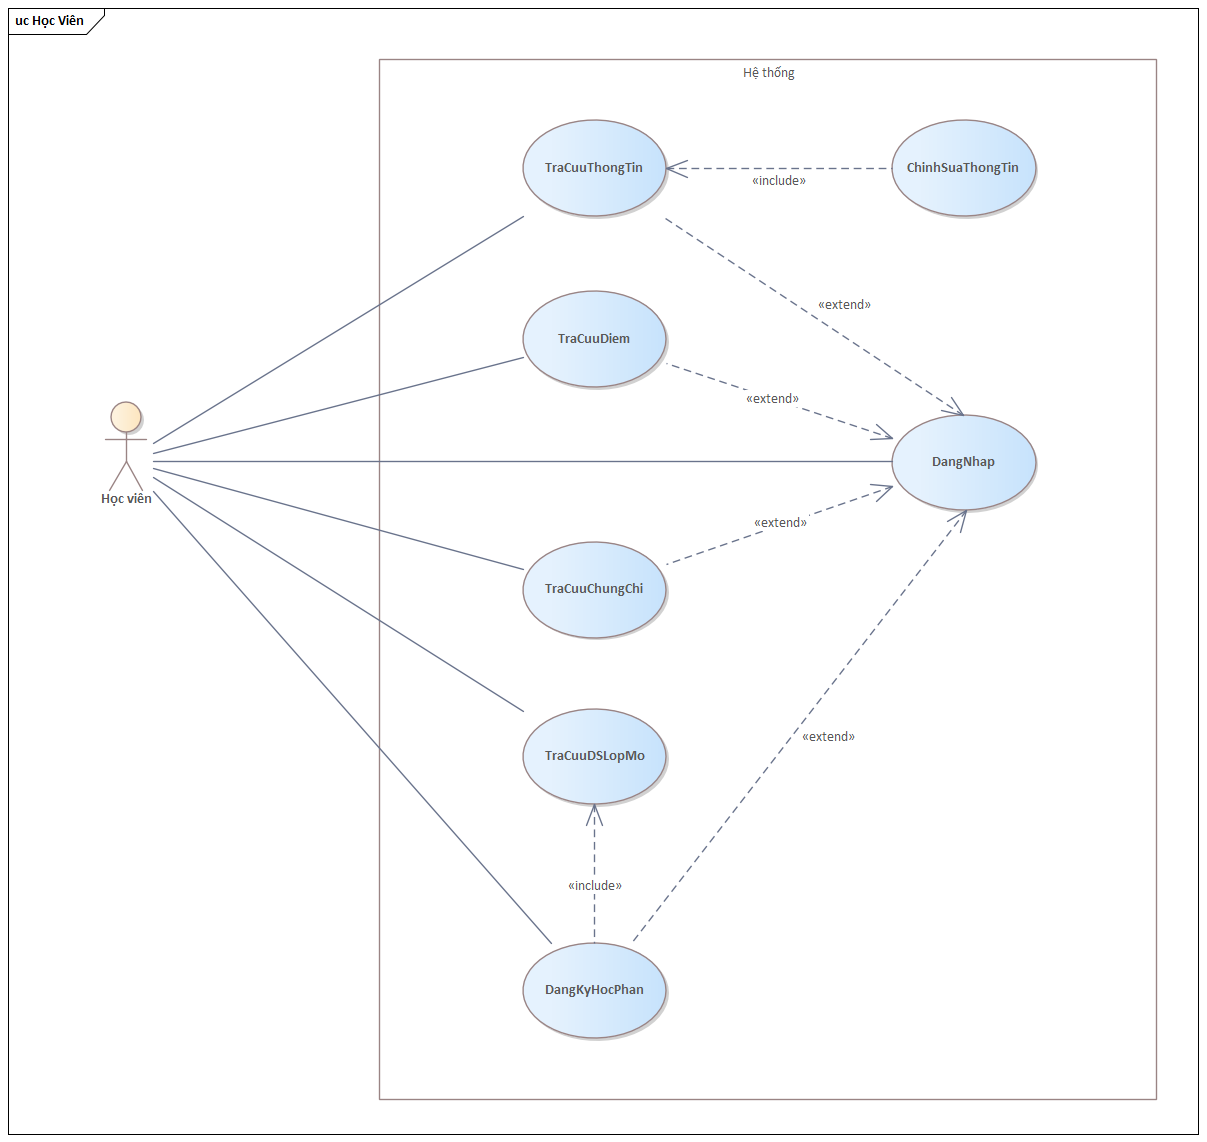 uc Học Viên
Hệ thống
TraCuuThongTin
ChinhSuaThongTin
«include»
«extend»
TraCuuDiem
«extend»
DangNhap
Học viên
«extend»
TraCuuChungChi
«extend»
TraCuuDSLopMo
«include»
DangKyHocPhan